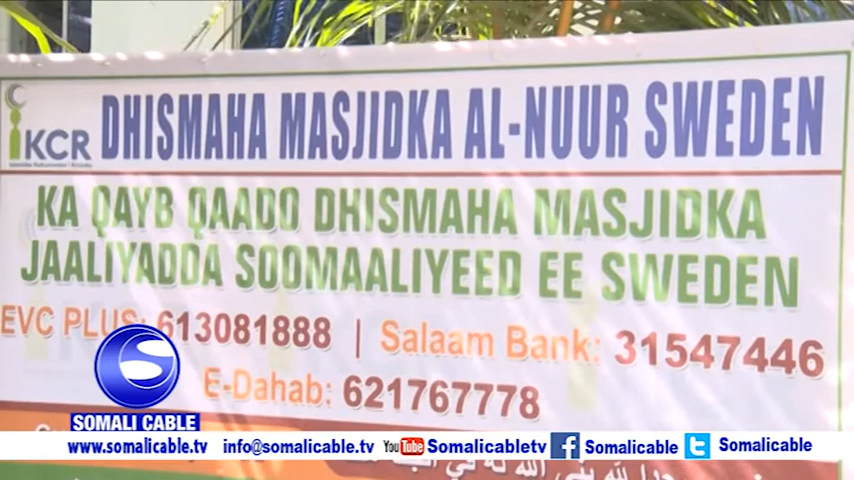 iKCR
DHISMAHA MASJIDKA AL-NUUR SWEDEN
KA QAYB QAADO DHISMAHA MASJIDKA
JAALIYADDA SOOMAALIYEED EE SWEDEN
EVC PLUS: 613081888 | Salaam Bank: 31547446
E-Dahab: 621767778
SOMALI CABLE
www.somalicable.tv info@somalicable.tv YouTube Somalicabletv Somalicable Somalicable